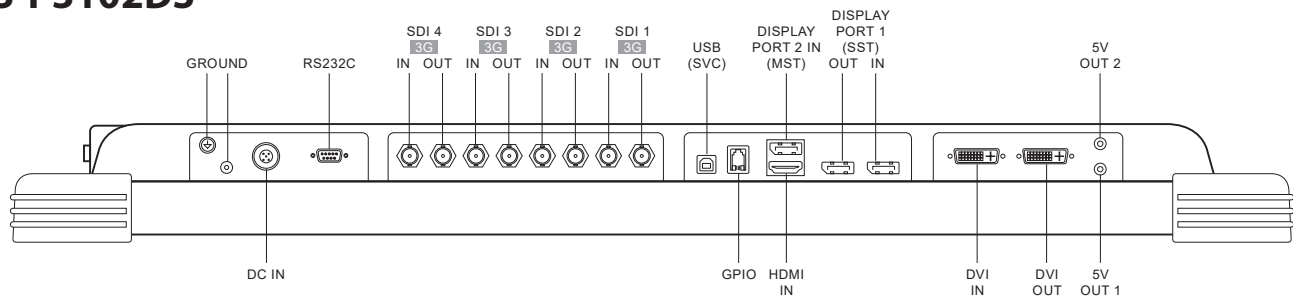 SDI 4 SDI 3 SDI 2 SDI 1
3G 3G 3G 3G
IN OUT IN OUT IN OUT IN OUT
GROUND
RS232C
USB
(SVC)
DISPLAY
PORT 2 IN
(MST)
DISPLAY
PORT 1
(SST)
OUT IN
5V
OUT 2
DC IN
GPIO
HDMI
IN
DVI
IN
DVI
OUT
5V
OUT 1